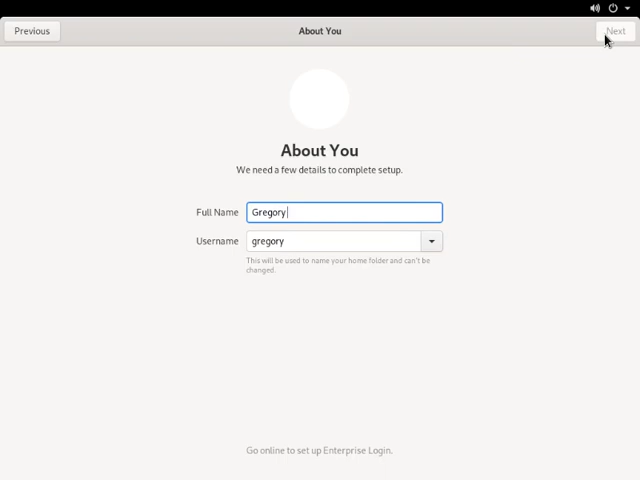 Previous
About You
Next
About You
We need a few details to complete setup.
Full Name
Gregory
Username
gregory
This will be used to name your home folder and can't be
changed.
Go online to set up Enterprise Login.